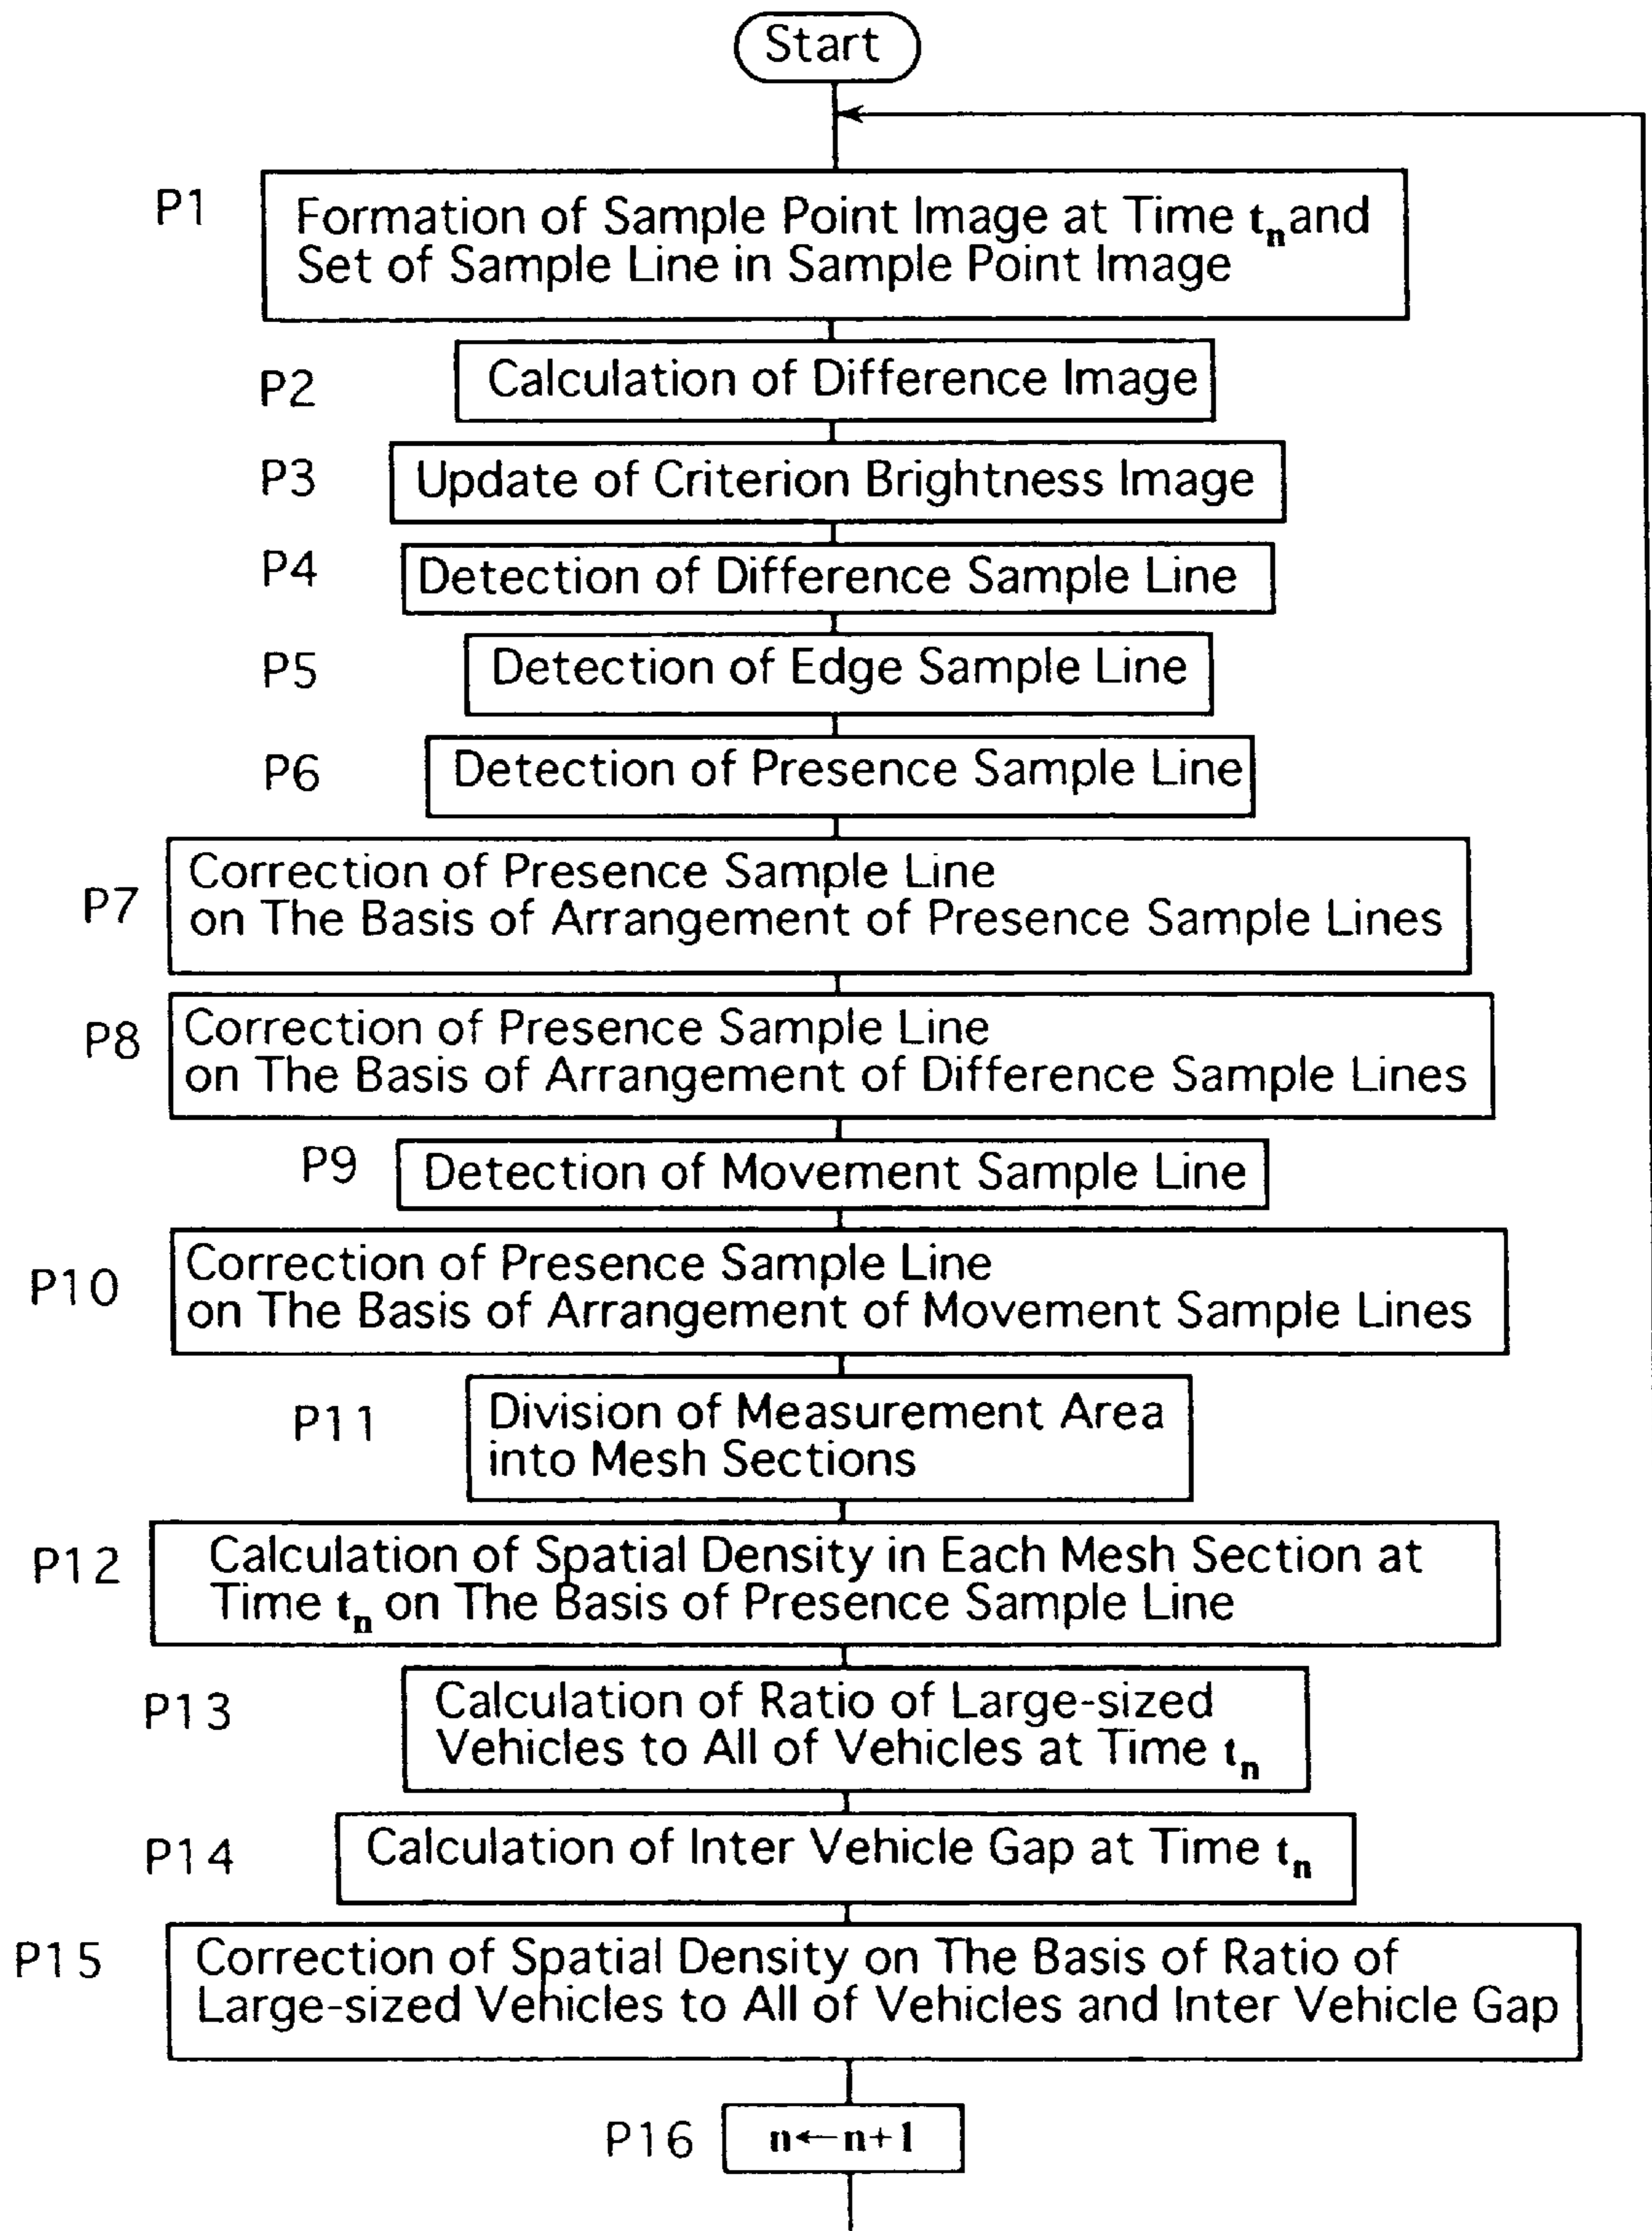 Start
P1
Formation of Sample Point Image at Time tn and
Set of Sample Line in Sample Point Image
P2
Calculation of Difference Image
P3
Update of Criterion Brightness Image
P4
Detection of Difference Sample Line
P5
Detection of Edge Sample Line
P6
Detection of Presence Sample Line
P7
Correction of Presence Sample Line
on The Basis of Arrangement of Presence Sample Lines
P8
Correction of Presence Sample Line
on The Basis of Arrangement of Difference Sample Lines
P9
Detection of Movement Sample Line
P10
Correction of Presence Sample Line
on The Basis of Arrangement of Movement Sample Lines
P11
Division of Measurement Area
into Mesh Sections
P12
Calculation of Spatial Density in Each Mesh Section at
Time tn on The Basis of Presence Sample Line
P13
Calculation of Ratio of Large-sized
Vehicles to All of Vehicles at Time tn
P14
Calculation of Inter Vehicle Gap at Time tn
P15
Correction of Spatial Density on The Basis of Ratio of
Large-sized Vehicles to All of Vehicles and Inter Vehicle Gap
P16
n←n+1